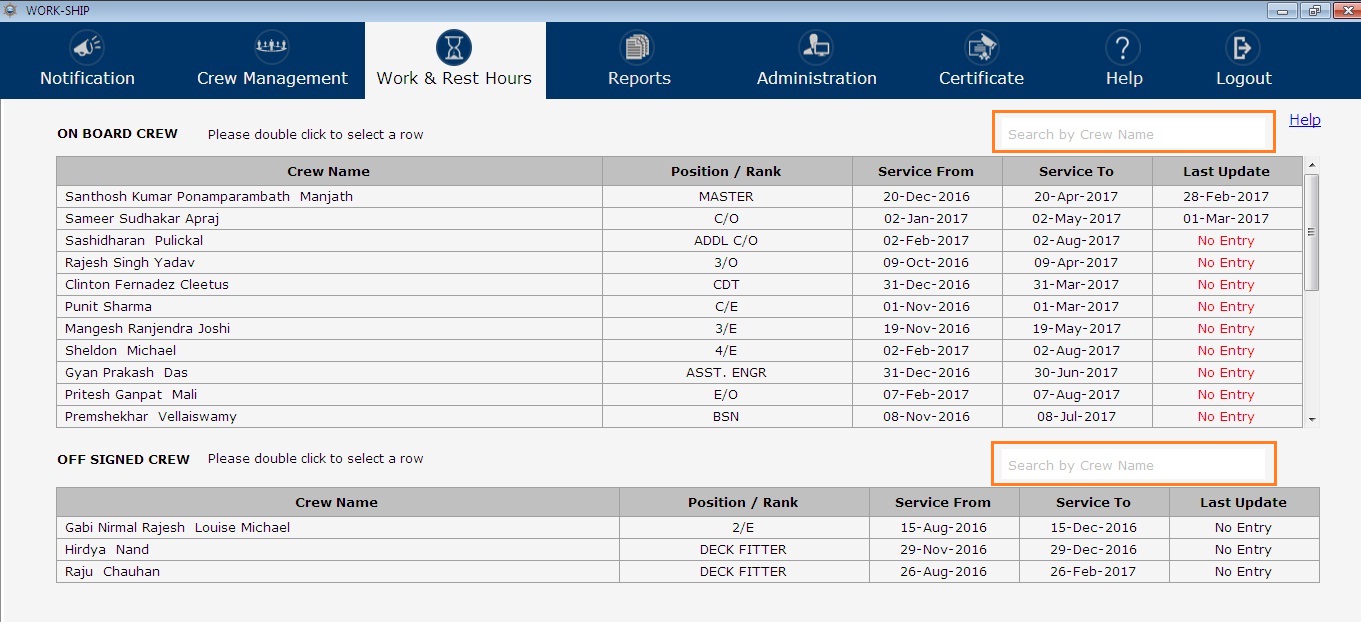 WORK-SHIP
Notification Crew Management Work & Rest Hours Reports Administration Certificate Help Logout
ON BOARD CREW Please double click to select a row Search by Crew Name Help
Crew Name Position / Rank Service From Service To Last Update
Santhosh Kumar Ponamparambath Manjath MASTER 20-Dec-2016 20-Apr-2017 28-Feb-2017
Sameer Sudhakar Apraj C/O 02-Jan-2017 02-May-2017 01-Mar-2017
Sashidharan Pulickal ADDL C/O 02-Feb-2017 02-Aug-2017 No Entry
Rajesh Singh Yadav 3/O 09-Oct-2016 09-Apr-2017 No Entry
Clinton Fernadez Cleetus CDT 31-Dec-2016 31-Mar-2017 No Entry
Punit Sharma C/E 01-Nov-2016 01-Mar-2017 No Entry
Mangesh Ranjendra Joshi 3/E 19-Nov-2016 19-May-2017 No Entry
Sheldon Michael 4/E 02-Feb-2017 02-Aug-2017 No Entry
Gyan Prakash Das ASST. ENGR 31-Dec-2016 30-Jun-2017 No Entry
Pritesh Ganpat Mali E/O 07-Feb-2017 07-Aug-2017 No Entry
Premshekhar Vellaiswamy BSN 08-Nov-2016 08-Jul-2017 No Entry
OFF SIGNED CREW Please double click to select a row Search by Crew Name
Crew Name Position / Rank Service From Service To Last Update
Gabi Nirmal Rajesh Louise Michael 2/E 15-Aug-2016 15-Dec-2016 No Entry
Hirdya Nand DECK FITTER 29-Nov-2016 29-Dec-2016 No Entry
Raju Chauhan DECK FITTER 26-Aug-2016 26-Feb-2017 No Entry